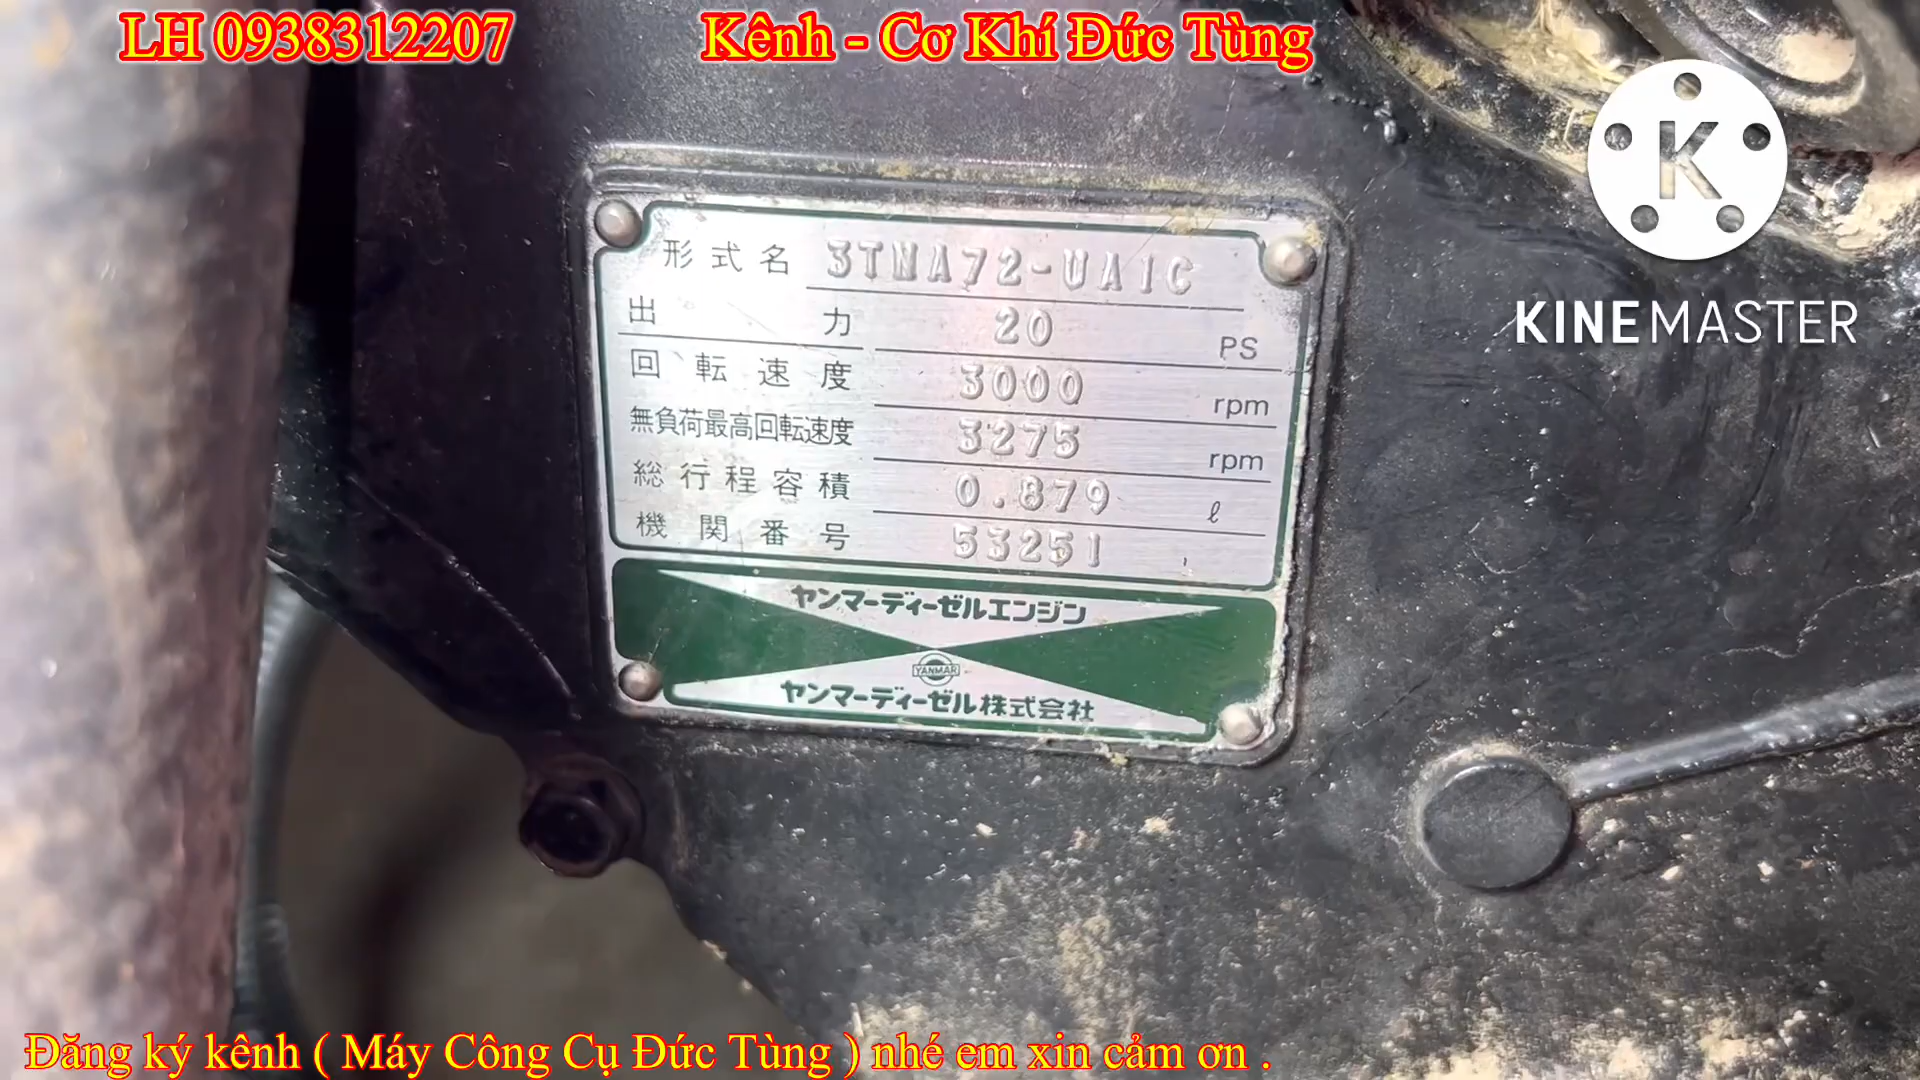 LH 0938312207
Kênh - Cơ Khí Đức Tùng
KINEMASTER
形式名 3TNA72-UA1C
出力 20 PS
回転速度 3000 rpm
無負荷最高回転速度 3275 rpm
総行程容積 0.879 ℓ
機関番号 53251
ヤンマーディーゼルエンジン
YANMAR
ヤンマーディーゼル株式会社
Đăng ký kênh ( Máy Công Cụ Đức Tùng ) nhé em xin cảm ơn .